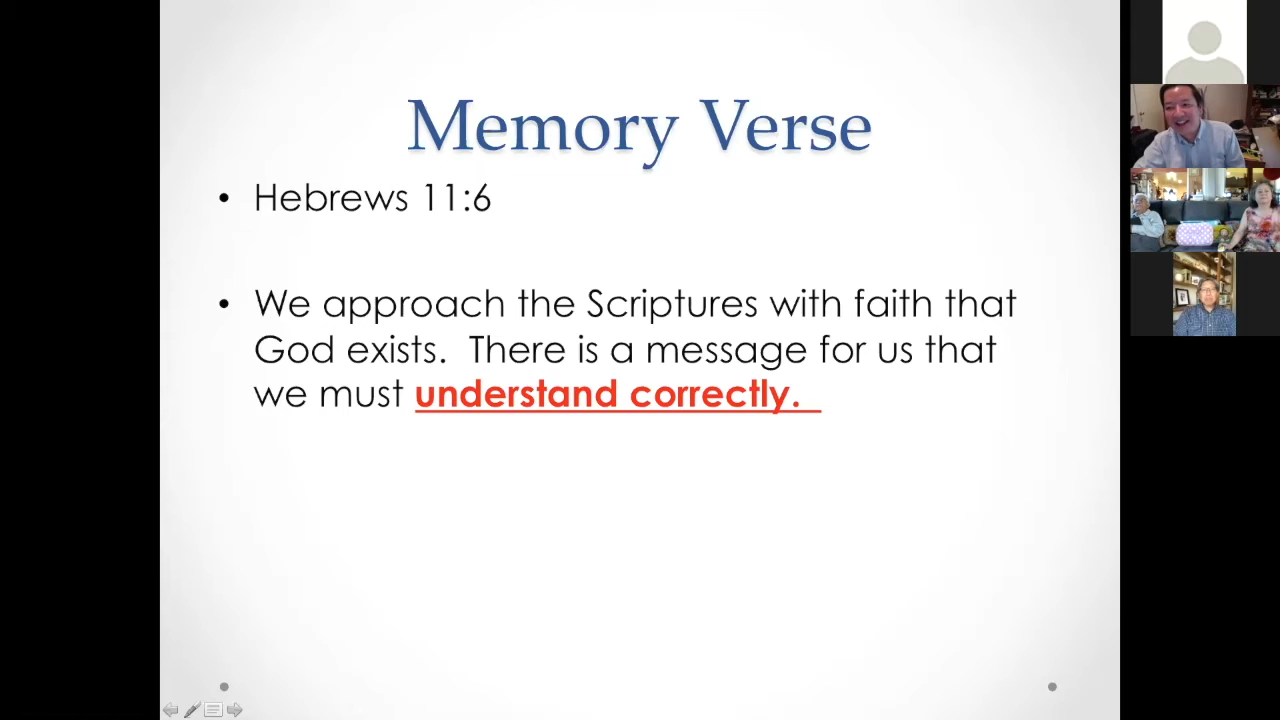 Memory Verse
• Hebrews 11:6
• We approach the Scriptures with faith that
God exists.  There is a message for us that
we must understand correctly.